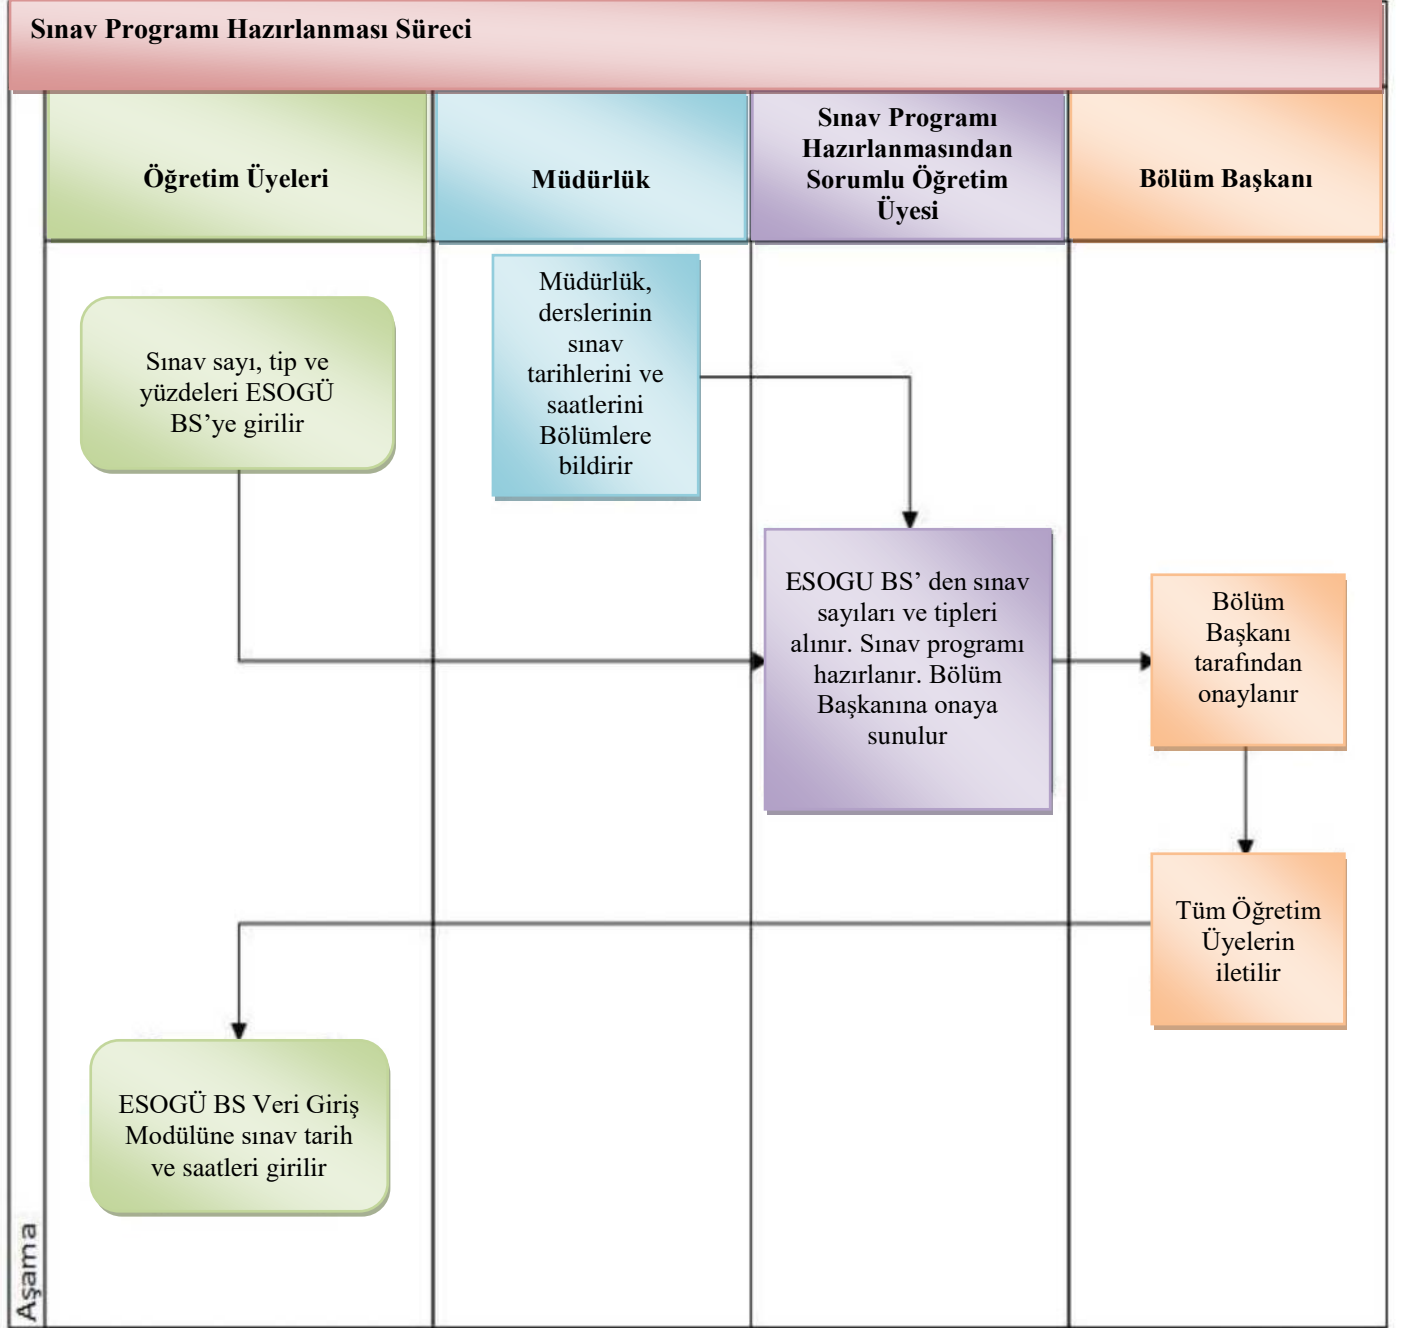 Sınav Programı Hazırlanması Süreci
Öğretim Üyeleri
Müdürlük
Sınav Programı
Hazırlanmasından
Sorumlu Öğretim
Üyesi
Bölüm Başkanı
Müdürlük,
derslerinin
sınav
tarihlerini ve
saatlerini
Bölümlere
bildirir
Sınav sayı, tip ve
yüzdeleri ESOGÜ
BS’ye girilir
ESOGU BS’ den sınav
sayıları ve tipleri
alınır. Sınav programı
hazırlanır. Bölüm
Başkanına onaya
sunulur
Bölüm
Başkanı
tarafından
onaylanır
Tüm Öğretim
Üyelerin
iletilir
ESOGÜ BS Veri Giriş
Modülüne sınav tarih
ve saatleri girilir
Aşama